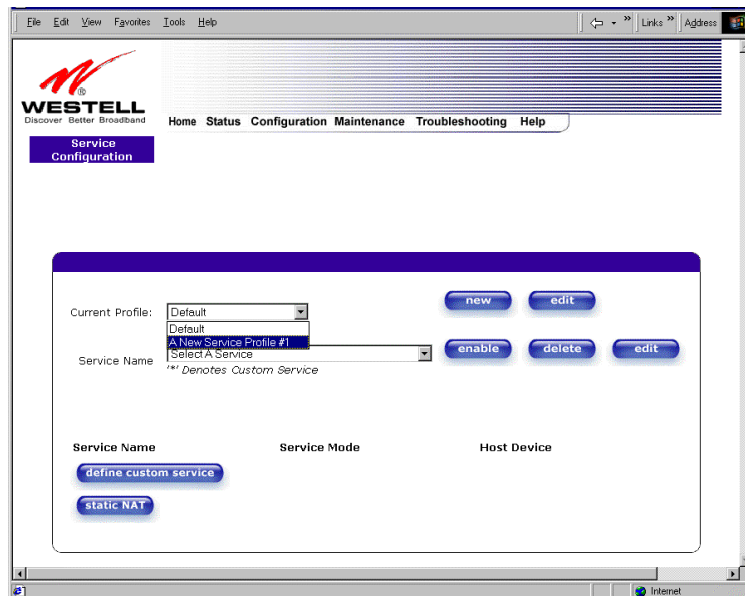 File Edit View Favorites Tools Help
» Links » Address
WESTELL
®
Discover Better Broadband
Home Status Configuration Maintenance Troubleshooting Help
Service
Configuration
Current Profile: Default
new edit
Default
A New Service Profile #1
Service Name Select A Service
enable delete edit
'*' Denotes Custom Service
Service Name Service Mode Host Device
define custom service
static NAT
Internet